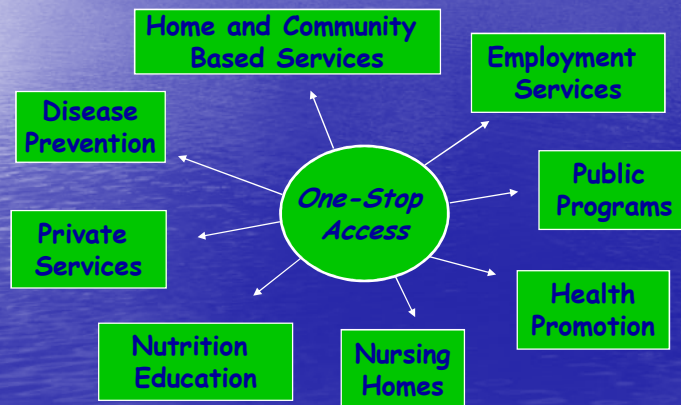 Home and Community
Based Services
Employment
Services
Disease
Prevention
One-Stop
Access
Public
Programs
Private
Services
Health
Promotion
Nutrition
Education
Nursing
Homes